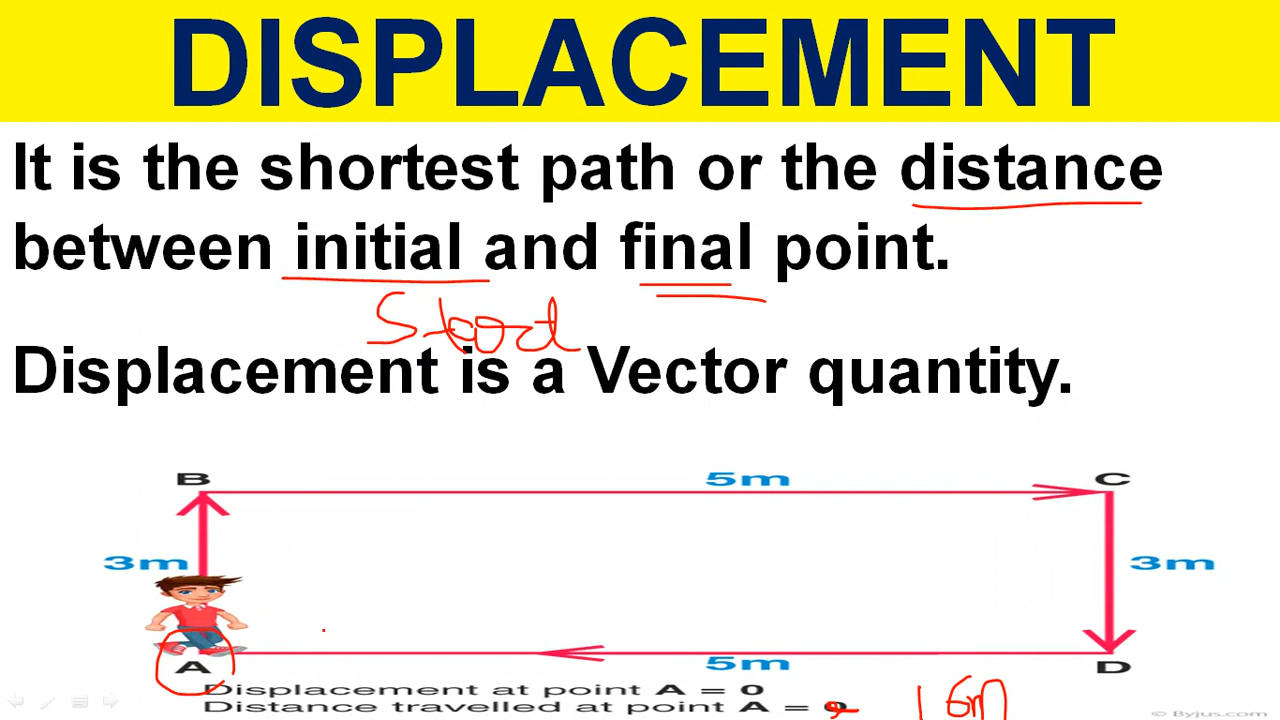 DISPLACEMENT
It is the shortest path or the distance
between initial and final point.
Displacement is a Vector quantity.
B
5m
C
3m
3m
A
5m
D
Displacement at point A = 0
Distance travelled at point A =
16m
© Byjus.com